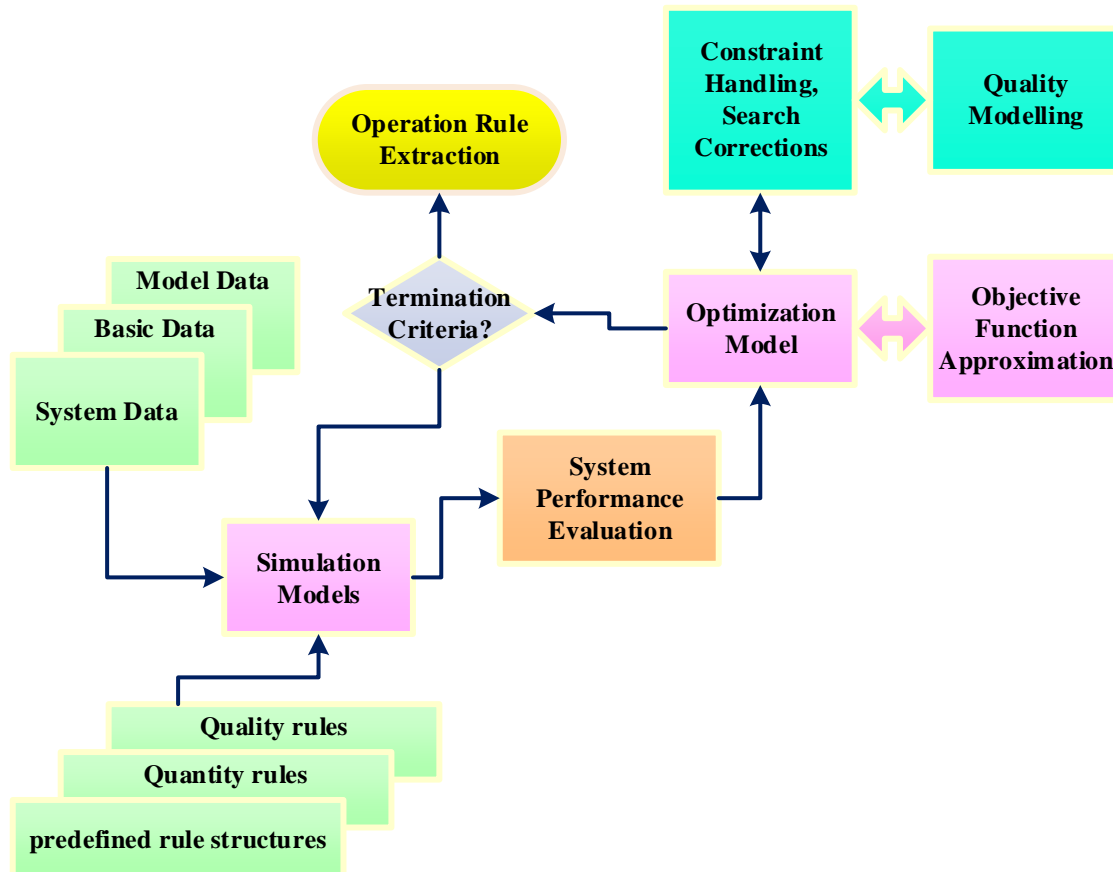 Constraint
Handling,
Search
Corrections
Quality
Modelling
Operation Rule
Extraction
Model Data
Basic Data
System Data
Termination
Criteria?
Optimization
Model
Objective
Function
Approximation
System
Performance
Evaluation
Simulation
Models
Quality rules
Quantity rules
predefined rule structures